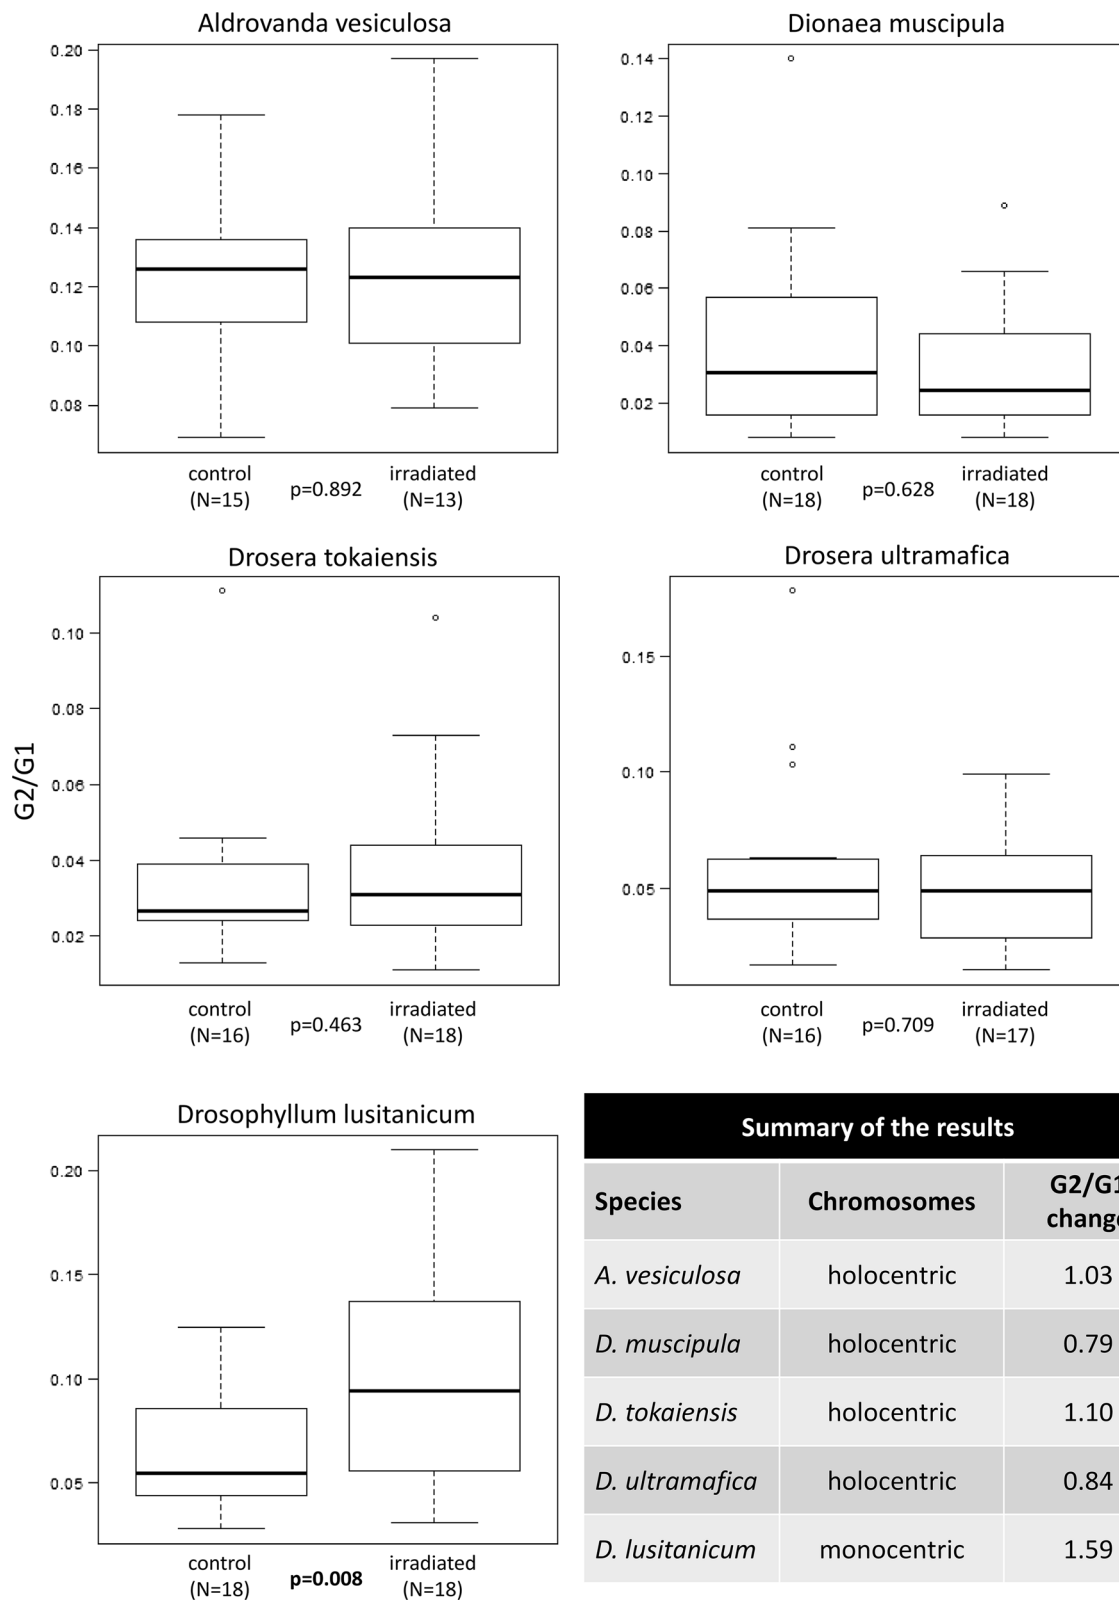 Aldrovanda vesiculosa
0.20
0.18
0.16
0.14
0.12
0.10
0.08
control
(N=15)
p=0.892
irradiated
(N=13)
Dionaea muscipula
0.14
0.12
0.10
0.08
0.06
0.04
0.02
control
(N=18)
p=0.628
irradiated
(N=18)
G2/G1
Drosera tokaiensis
0.10
0.08
0.06
0.04
0.02
control
(N=16)
p=0.463
irradiated
(N=18)
Drosera ultramafica
0.15
0.10
0.05
control
(N=16)
p=0.709
irradiated
(N=17)
Drosophyllum lusitanicum
0.20
0.15
0.10
0.05
control
(N=18)
p=0.008
irradiated
(N=18)
Summary of the results
Species Chromosomes G2/G1 change
A. vesiculosa holocentric 1.03
D. muscipula holocentric 0.79
D. tokaiensis holocentric 1.10
D. ultramafica holocentric 0.84
D. lusitanicum monocentric 1.59